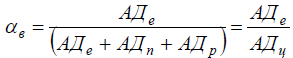 α_в = АД_е / (АД_е + АД_п + АД_р) = АД_е / АД_ц